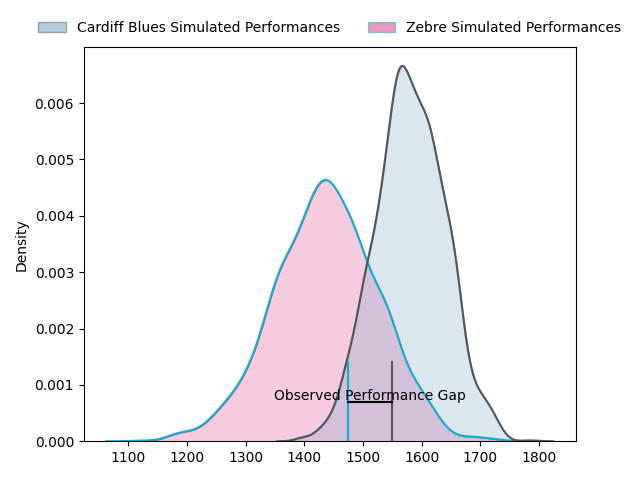 Cardiff Blues Simulated Performances
Zebre Simulated Performances
0.006
0.005
0.004
0.003
0.002
0.001
0.000
Density
Observed Performance Gap
1100 1200 1300 1400 1500 1600 1700 1800